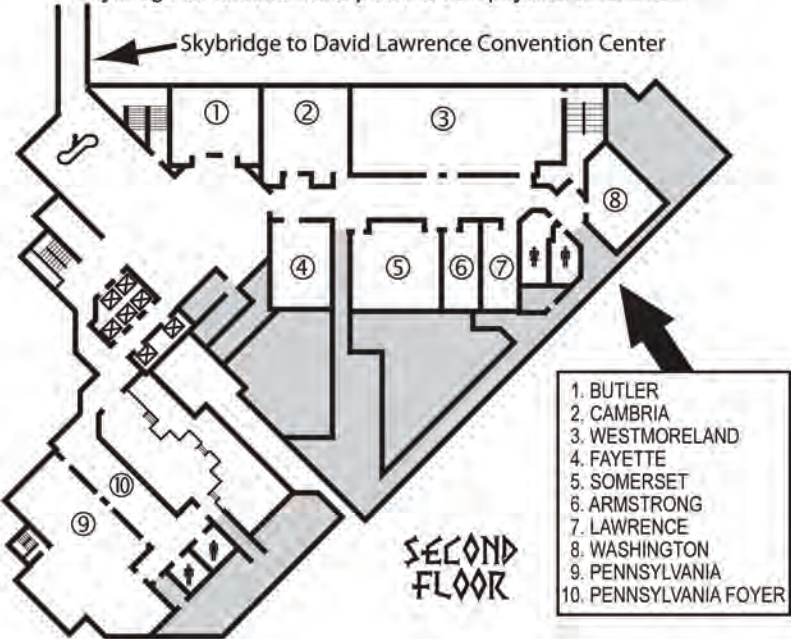 Skybridge to David Lawrence Convention Center
①
②
③
④
⑤
⑥
⑦
⑧
⑨
⑩
SECOND
FLOOR
1. BUTLER
2. CAMBRIA
3. WESTMORELAND
4. FAYETTE
5. SOMERSET
6. ARMSTRONG
7. LAWRENCE
8. WASHINGTON
9. PENNSYLVANIA
10. PENNSYLVANIA FOYER